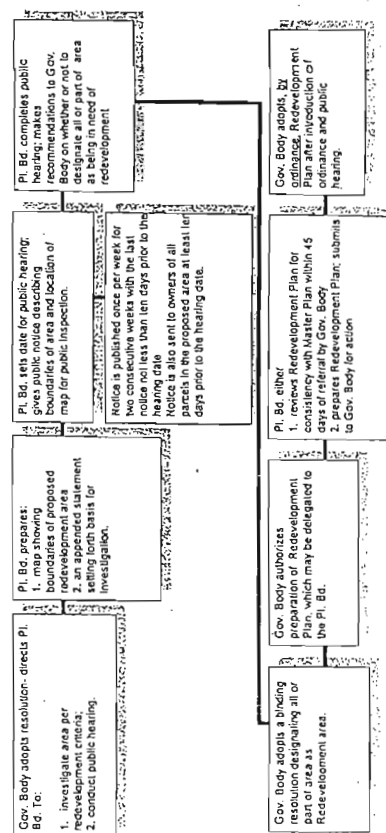 Gov. Body adopts resolution- directs Pl.
Bd. To:
1. investigate area per
redevelopment criteria;
2. conduct public hearing.
Pl. Bd. prepares:
1. map showing
boundaries of proposed
redevelopment area
2. an appended statement
setting forth basis for
investigation.
Pl. Bd. sets date for public hearing;
gives public notice describing
boundaries of area and location of
map for public inspection.
Notice is published once per week for
two consecutive weeks with the last
notice not less than ten days prior to the
hearing date
Notice is also sent to owners of all
parcels in the proposed area at least ten
days prior to the hearing date.
Pl. Bd. completes public
hearing; makes
recommendations to Gov.
Body on whether or not to
designate all or part of area
as being in need of
redevelopment
Gov. Body adopts a binding
resolution designating all or
part of area as
Redevelopment area.
Gov. Body authorizes
preparation of Redevelopment
Plan, which may be delegated to
the Pl. Bd.
Pl. Bd. either
1. reviews Redevelopment Plan for
consistency with Master Plan within 45
days of referral by Gov. Body
2. prepares Redevelopment Plan; submits
to Gov. Body for action
Gov. Body adopts, by
ordinance, Redevelopment
Plan after introduction of
ordinance and public
hearing.